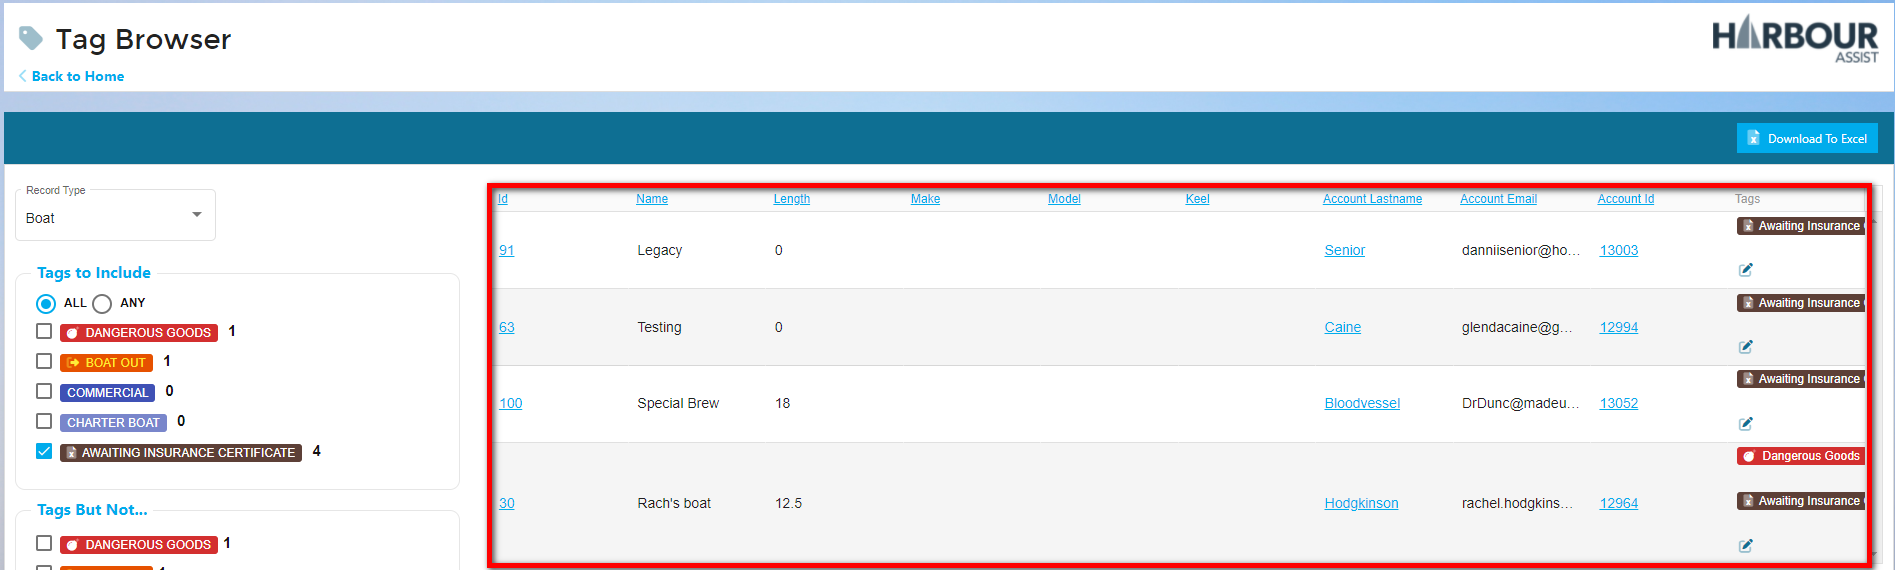 Tag Browser
Back to Home
HARBOUR
ASSIST
Download To Excel
Record Type
Boat
Tags to Include
ALL ANY
DANGEROUS GOODS 1
BOAT OUT 1
COMMERCIAL 0
CHARTER BOAT 0
AWAITING INSURANCE CERTIFICATE 4
Tags But Not...
DANGEROUS GOODS 1
Id Name Length Make Model Keel Account Lastname Account Email Account Id Tags
91 Legacy 0 Senior danniisenior@ho... 13003 Awaiting Insurance
63 Testing 0 Caine glendacaine@g... 12994 Awaiting Insurance
100 Special Brew 18 Bloodvessel DrDunc@madeu... 13052 Awaiting Insurance
30 Rach's boat 12.5 Hodgkinson rachel.hodgkins... 12964 Dangerous Goods
Awaiting Insurance